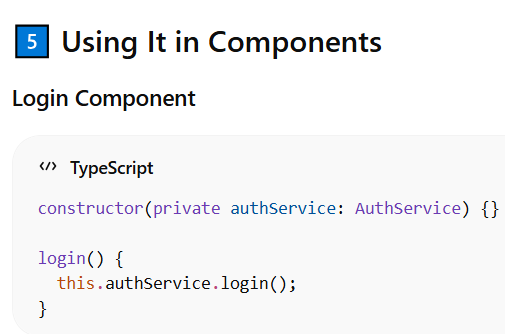 5 Using It in Components
Login Component
</> TypeScript
constructor(private authService: AuthService) {}
login() {
  this.authService.login();
}